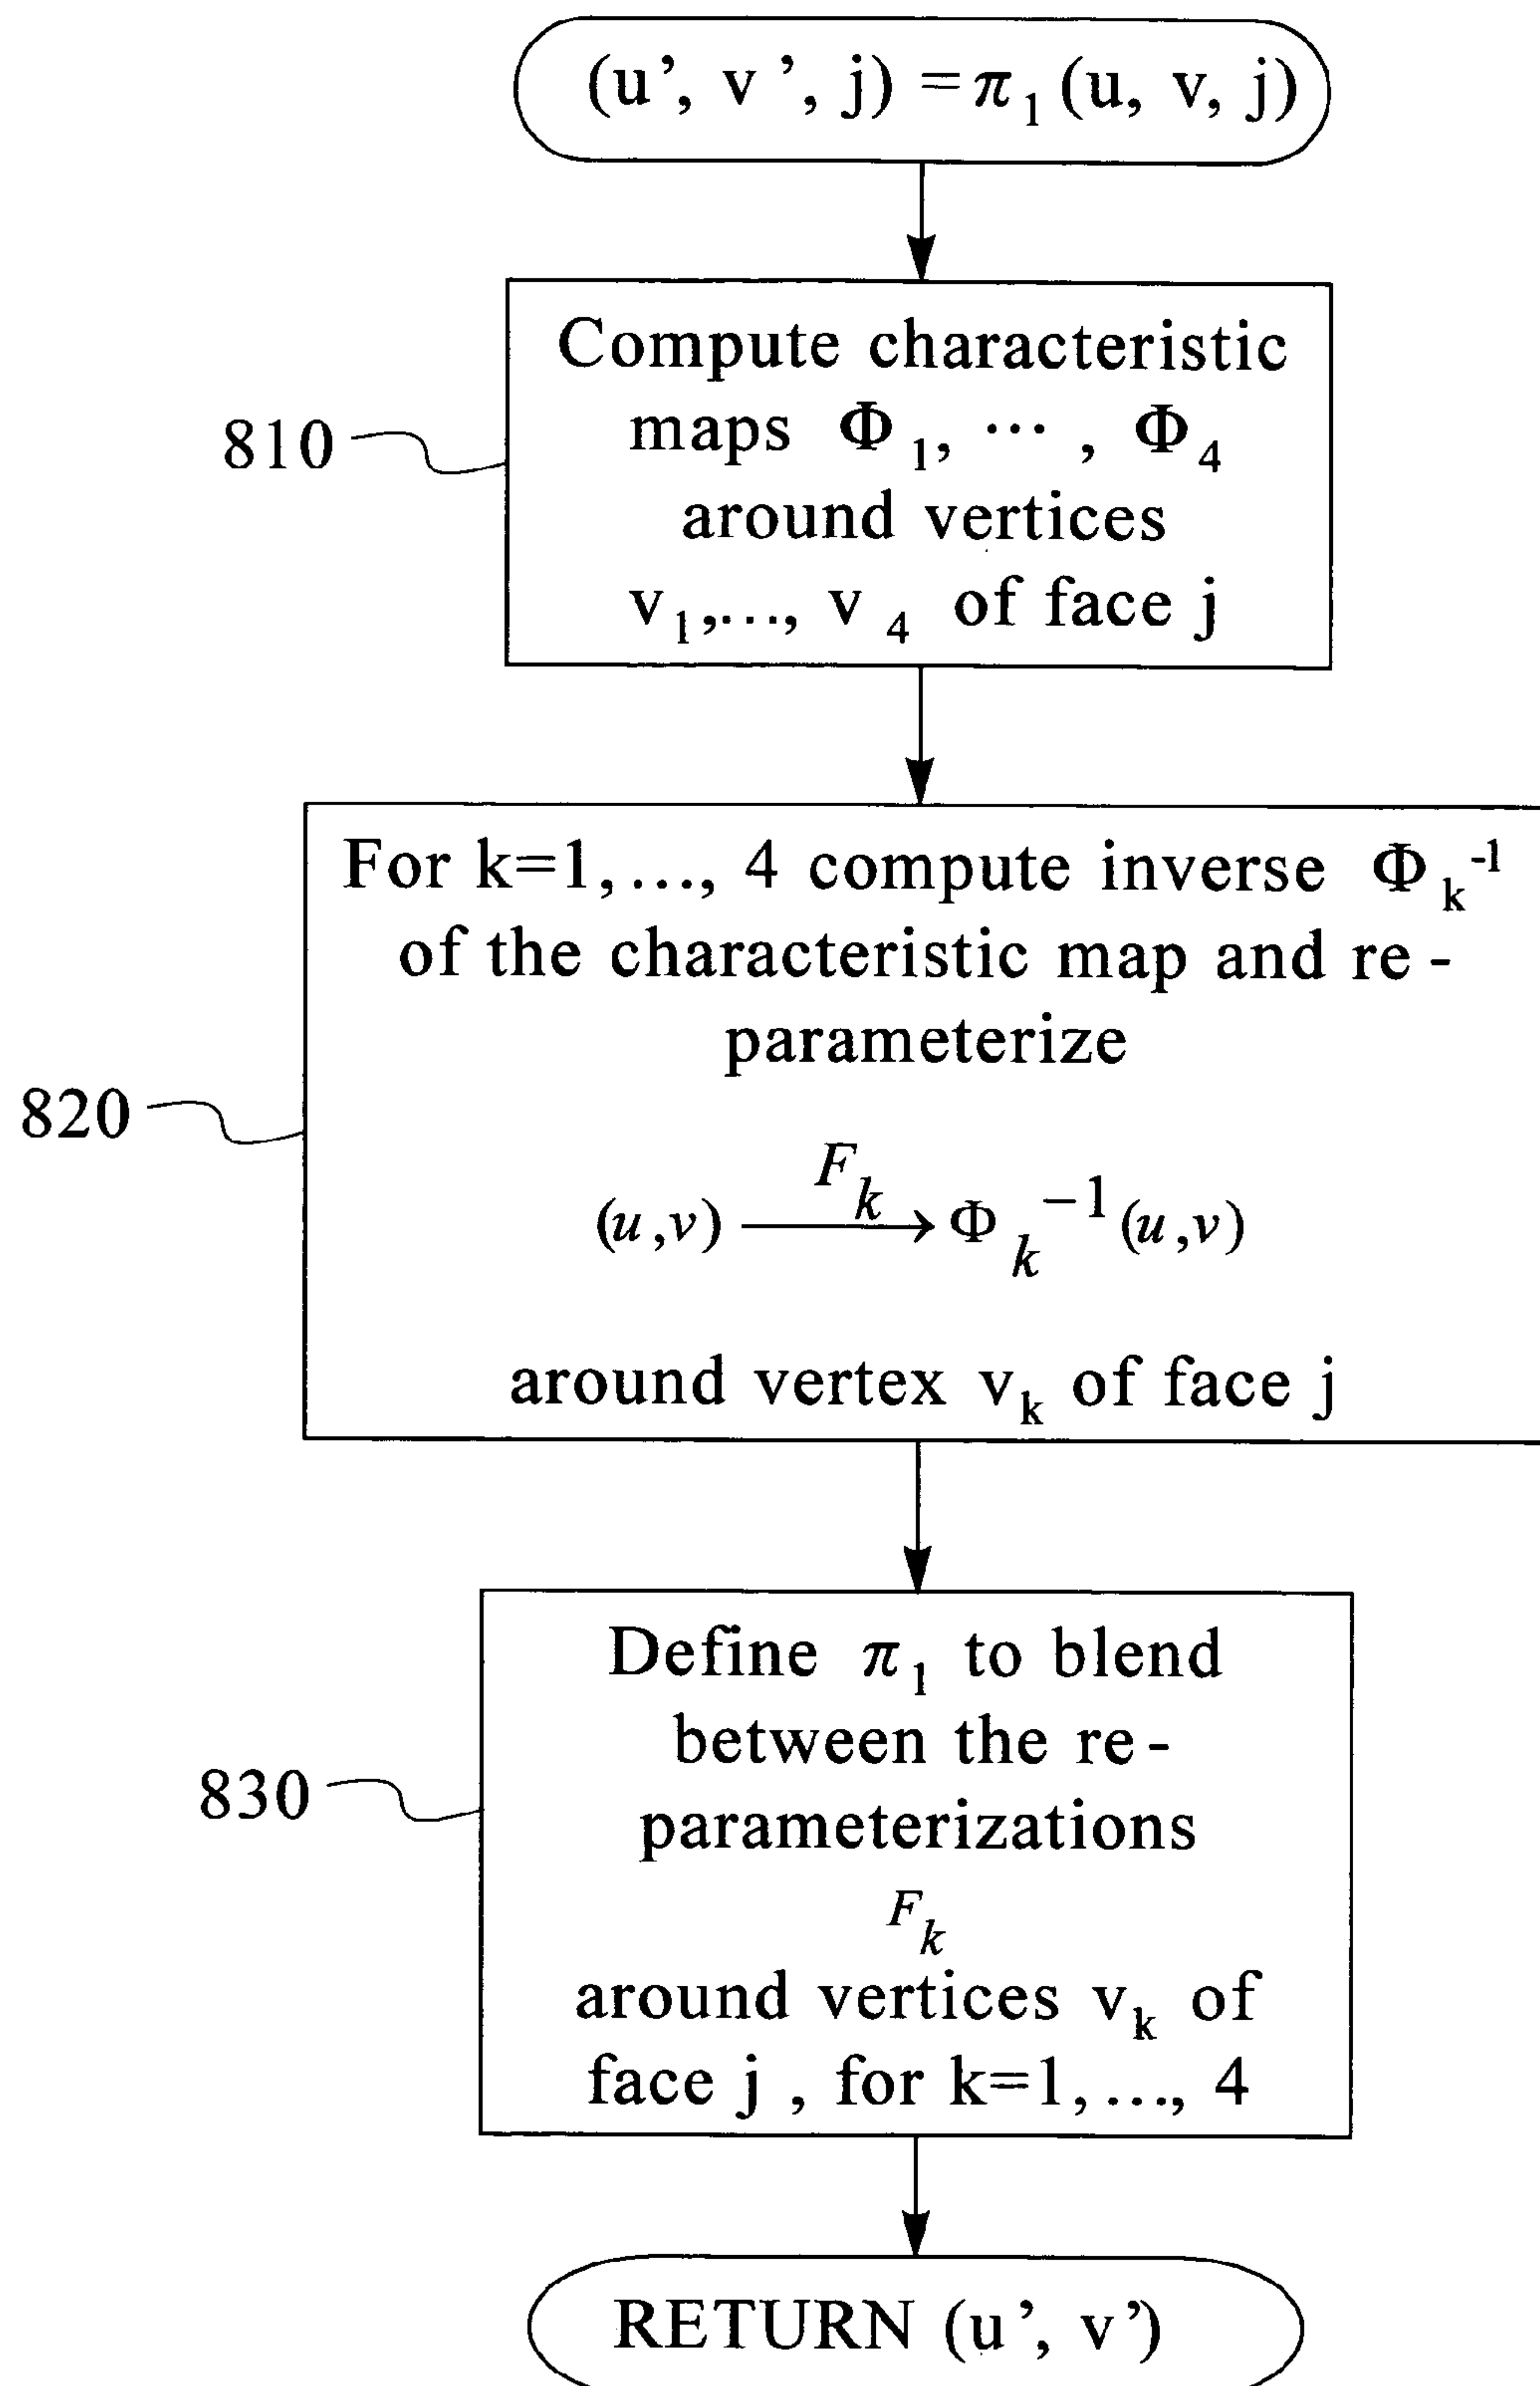 (u’, v’, j) = π₁ (u, v, j)
Compute characteristic
maps Φ₁, ⋯ , Φ₄
around vertices
v₁,..., v₄ of face j
810
For k=1, ..., 4 compute inverse Φₖ⁻¹
of the characteristic map and re -
parameterize
820
Fₖ
(u,v) ⟶ Φₖ⁻¹(u,v)
around vertex vₖ of face j
Define π₁ to blend
between the re -
830
parameterizations
Fₖ
around vertices vₖ of
face j , for k=1, ..., 4
RETURN (u’, v’)